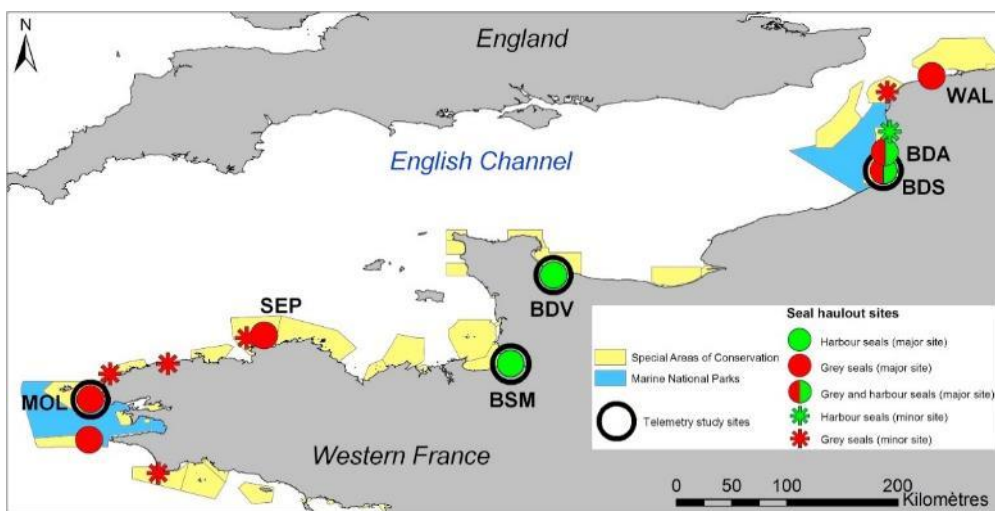 N
England
WAL
English Channel
BDA
BDS
SEP
BDV
MOL
BSM
Western France
Seal haulout sites
Special Areas of Conservation
Marine National Parks
Telemetry study sites
Harbour seals (major site)
Grey seals (major site)
Grey and harbour seals (major site)
Harbour seals (minor site)
Grey seals (minor site)
0 25 50 100 200
Kilomètres